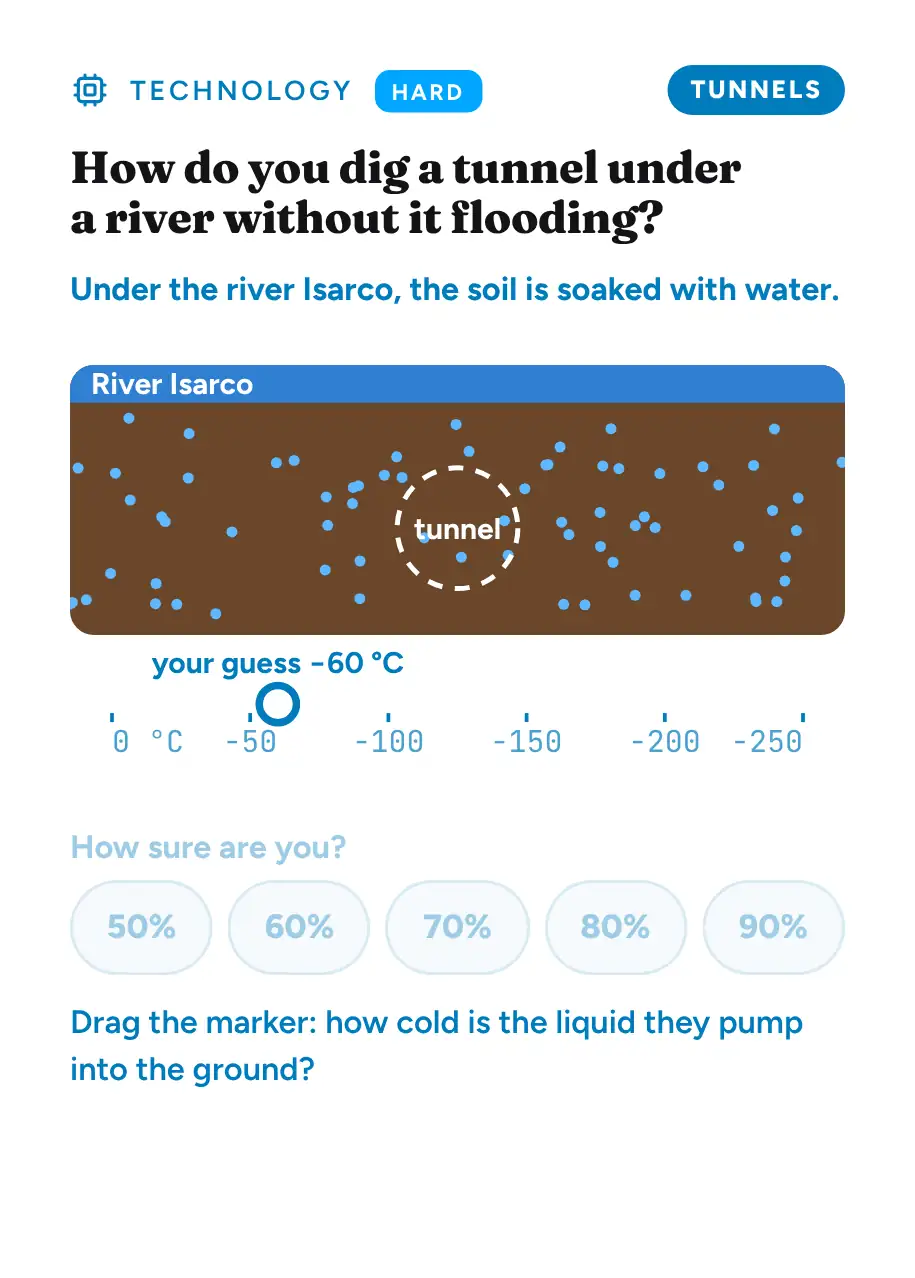 TECHNOLOGY HARD TUNNELS
How do you dig a tunnel under
a river without it flooding?
Under the river Isarco, the soil is soaked with water.
River Isarco
tunnel
your guess −60 °C
0 °C -50 -100 -150 -200 -250
How sure are you?
50% 60% 70% 80% 90%
Drag the marker: how cold is the liquid they pump
into the ground?